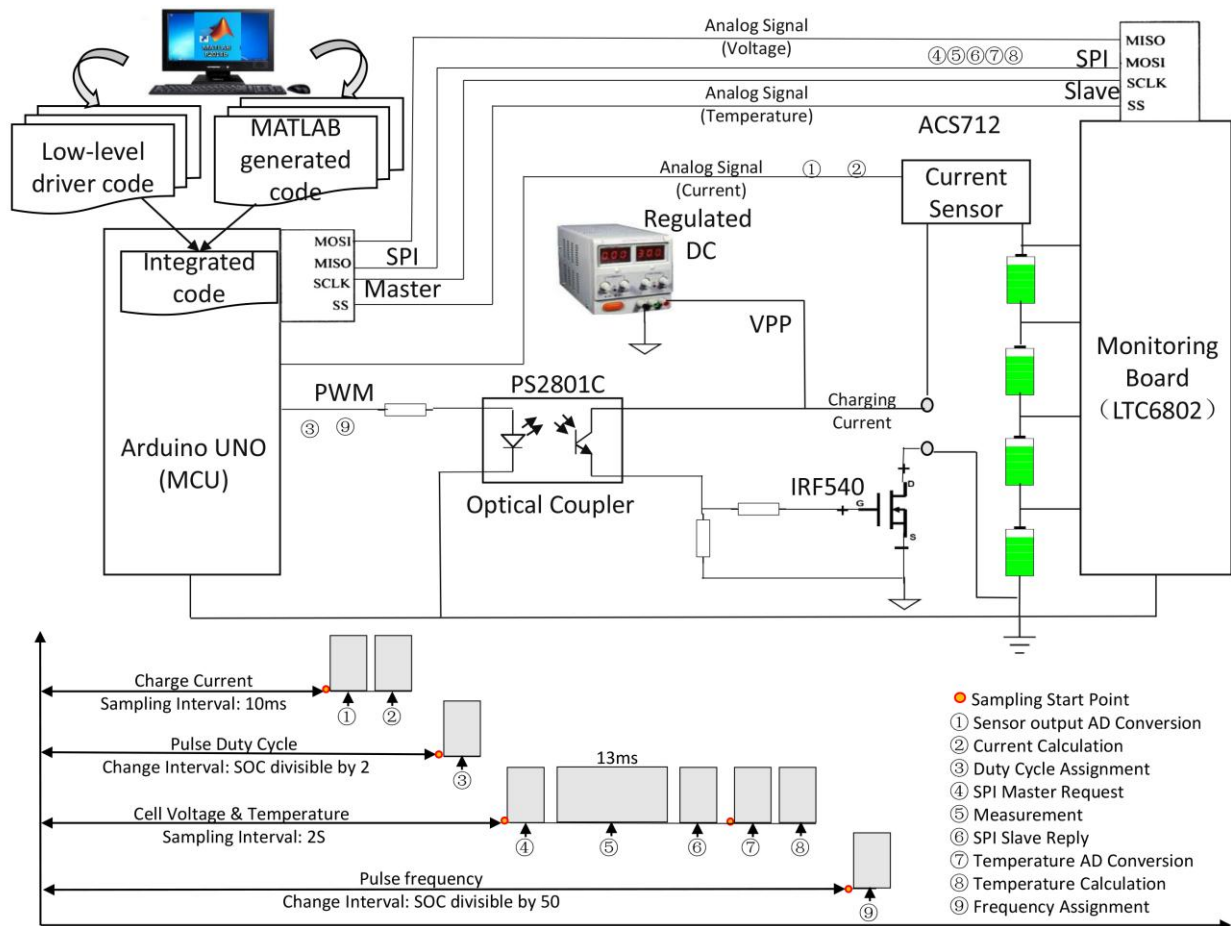 MATLAB
R2018b
Low-level
driver code
MATLAB
generated
code
Integrated
code
Arduino UNO
(MCU)
MOSI
MISO
SCLK
SS
SPI
Master
Analog Signal
(Voltage)
④⑤⑥⑦⑧
Analog Signal
(Temperature)
Analog Signal
(Current)
① ②
SPI
Slave
MISO
MOSI
SCLK
SS
ACS712
Current
Sensor
Regulated
DC
000 300
VPP
Monitoring
Board
（LTC6802）
PWM
③ ⑨
PS2801C
Optical Coupler
Charging
Current
IRF540
+
D
+
G
S
Charge Current
Sampling Interval: 10ms
① ②
Pulse Duty Cycle
Change Interval: SOC divisible by 2
③
Cell Voltage & Temperature
Sampling Interval: 2S
13ms
④ ⑤ ⑥ ⑦ ⑧
Pulse frequency
Change Interval: SOC divisible by 50
⑨
Sampling Start Point
① Sensor output AD Conversion
② Current Calculation
③ Duty Cycle Assignment
④ SPI Master Request
⑤ Measurement
⑥ SPI Slave Reply
⑦ Temperature AD Conversion
⑧ Temperature Calculation
⑨ Frequency Assignment